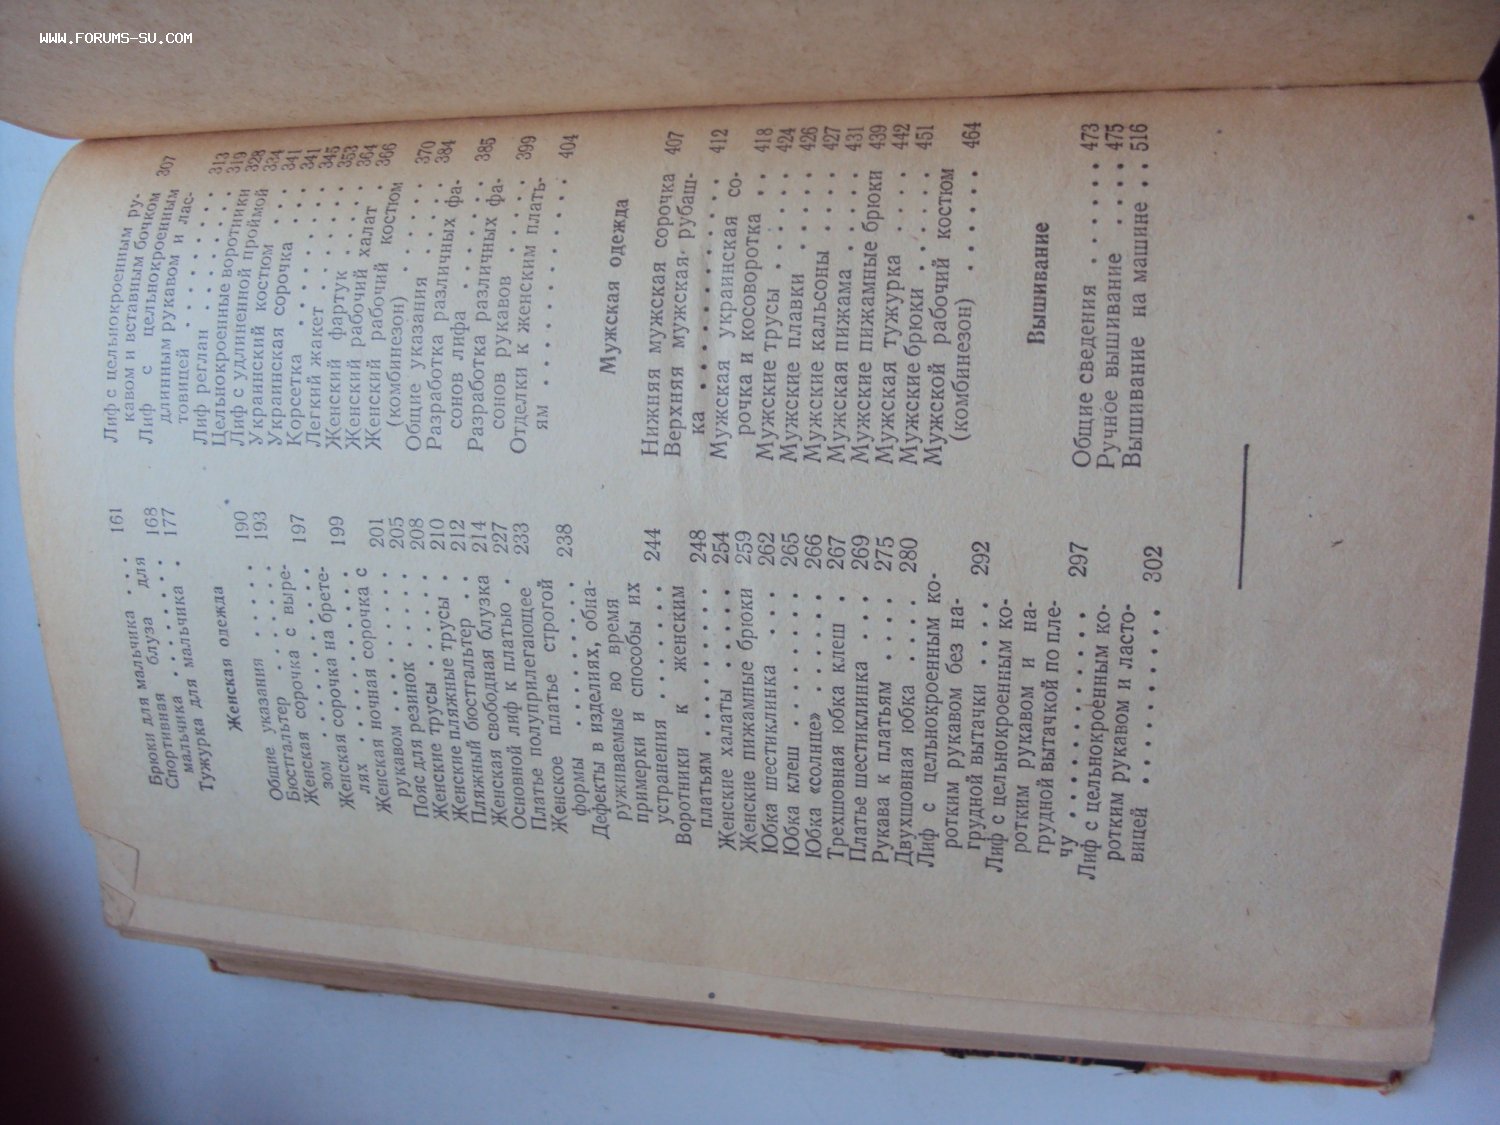 WWW.FORUMS-SU.COM
Брюки для мальчика . . . 161
Спортивная блуза для
мальчика . . . . . . . 168
Тужурка для мальчика . 177
Женская одежда
Общие указания . . . . . 190
Бюстгальтер . . . . . . 193
Женская сорочка с выре-
зом . . . . . . . . . . 197
Женская сорочка на брете-
лях . . . . . . . . . . 199
Женская ночная сорочка с
рукавом . . . . . . . . 201
Пояс для резинок . . . . 205
Женские трусы . . . . . 208
Женские пляжные трусы . 210
Пляжный бюстгальтер . . 212
Женская свободная блузка 214
Основной лиф к платью . 227
Платье полуприлегающее 233
Женское платье строгой
формы . . . . . . . . . 238
Дефекты в изделиях, обна-
руживаемые во время
примерки и способы их
устранения . . . . . . . 244
Воротники к женским
платьям . . . . . . . . . 248
Женские халаты . . . . . 254
Женские пижамные брюки 259
Юбка шестиклинка . . . 262
Юбка клеш . . . . . . . 265
Юбка «солнце» . . . . . 266
Трехшовная юбка клеш . 267
Платье шестиклинка . . . 269
Рукава к платьям . . . . 275
Двухшовная юбка . . . . 280
Лиф с цельнокроенным ко-
ротким рукавом без на-
грудной вытачки . . . . 292
Лиф с цельнокроенным ко-
ротким рукавом и на-
грудной вытачкой по пле-
чу . . . . . . . . . . . 297
Лиф с цельнокроенным ко-
ротким рукавом и ласто-
вицей . . . . . . . . . 302
Лиф с цельнокроенным ру-
кавом и вставным бочком 307
Лиф с цельнокроенным
длинным рукавом и лас-
товицей . . . . . . . . 313
Лиф реглан . . . . . . . 319
Цельнокроенные воротники 328
Лиф с удлиненной проймой 334
Украинский костюм . . . 341
Украинская сорочка . . . 341
Корсетка . . . . . . . . 345
Легкий жакет . . . . . . 353
Женский фартук . . . . . 364
Женский рабочий халат . 366
Женский рабочий костюм
(комбинезон) . . . . . . 370
Общие указания . . . . . 384
Разработка различных фа-
сонов лифа . . . . . . . 385
Разработка различных фа-
сонов рукавов . . . . . 399
Отделки к женским плать-
ям . . . . . . . . . . . 404
Мужская одежда
Нижняя мужская сорочка 407
Верхняя мужская рубаш-
ка . . . . . . . . . . . 412
Мужская украинская со-
рочка и косоворотка . . 418
Мужские трусы . . . . . 424
Мужские плавки . . . . . 426
Мужские кальсоны . . . . 427
Мужская пижама . . . . . 431
Мужские пижамные брюки 439
Мужская тужурка . . . . 442
Мужские брюки . . . . . 451
Мужской рабочий костюм
(комбинезон) . . . . . . 464
Вышивание
Общие сведения . . . . . 473
Ручное вышивание . . . . 475
Вышивание на машине . . 516